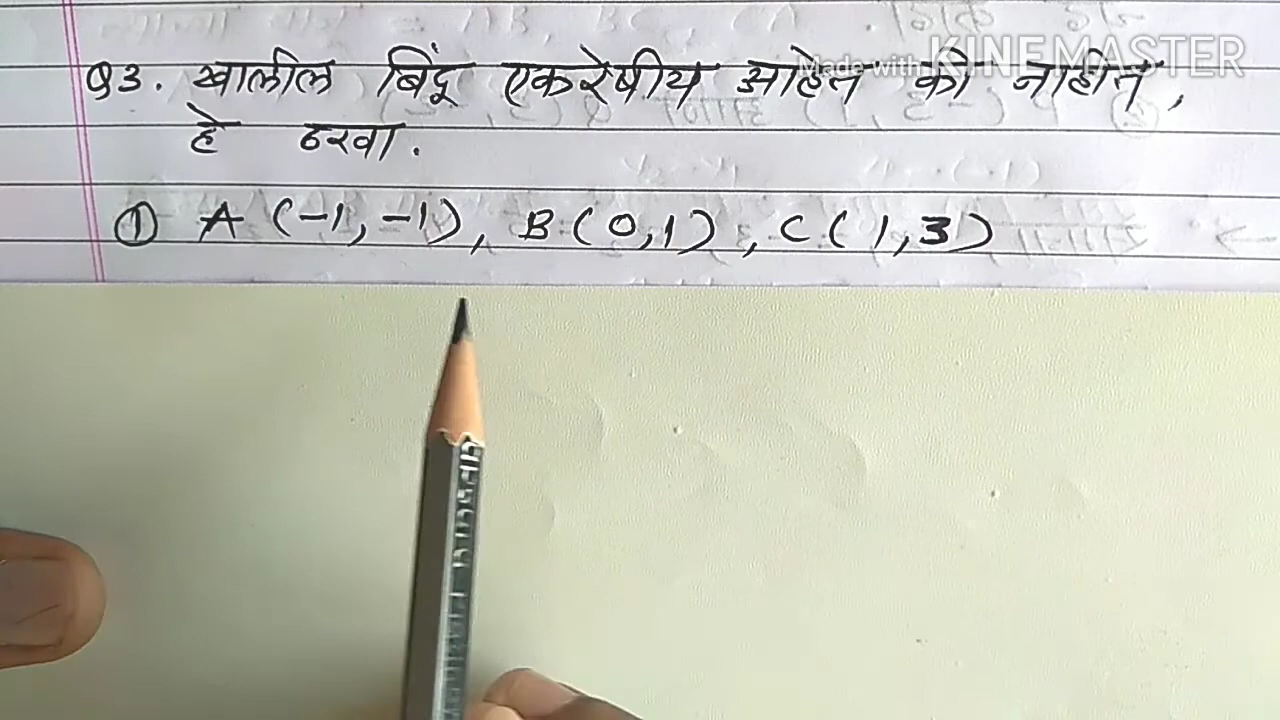 Made with KINEMASTER
Q3. खालील बिंदू एकरेषीय आहेत की नाहीत,
हे ठरवा.
① A (-1, -1), B (0,1), C (1, 3)